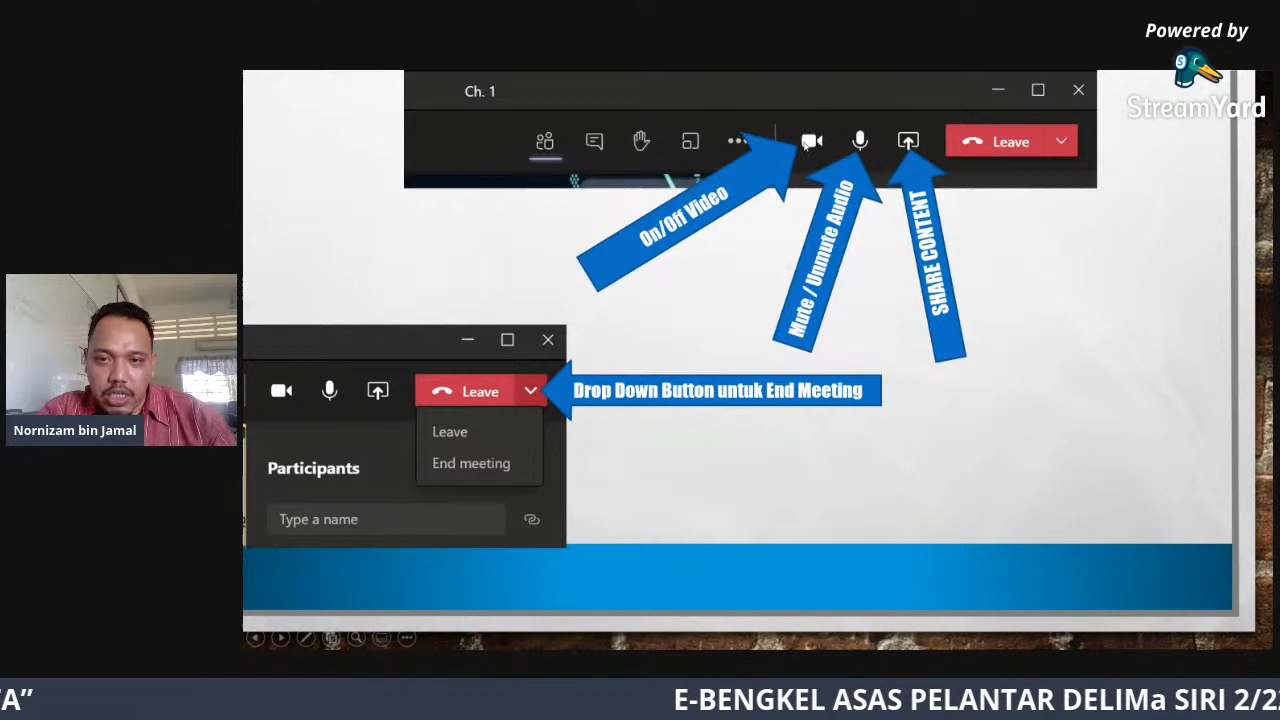 Powered by
StreamYard
Ch. 1
Leave
On/Off Video
Mute / Unmute Audio
SHARE CONTENT
Leave
Drop Down Button untuk End Meeting
Leave
End meeting
Participants
Type a name
Nornizam bin Jamal
TA”
E-BENGKEL ASAS PELANTAR DELIMa SIRI 2/2